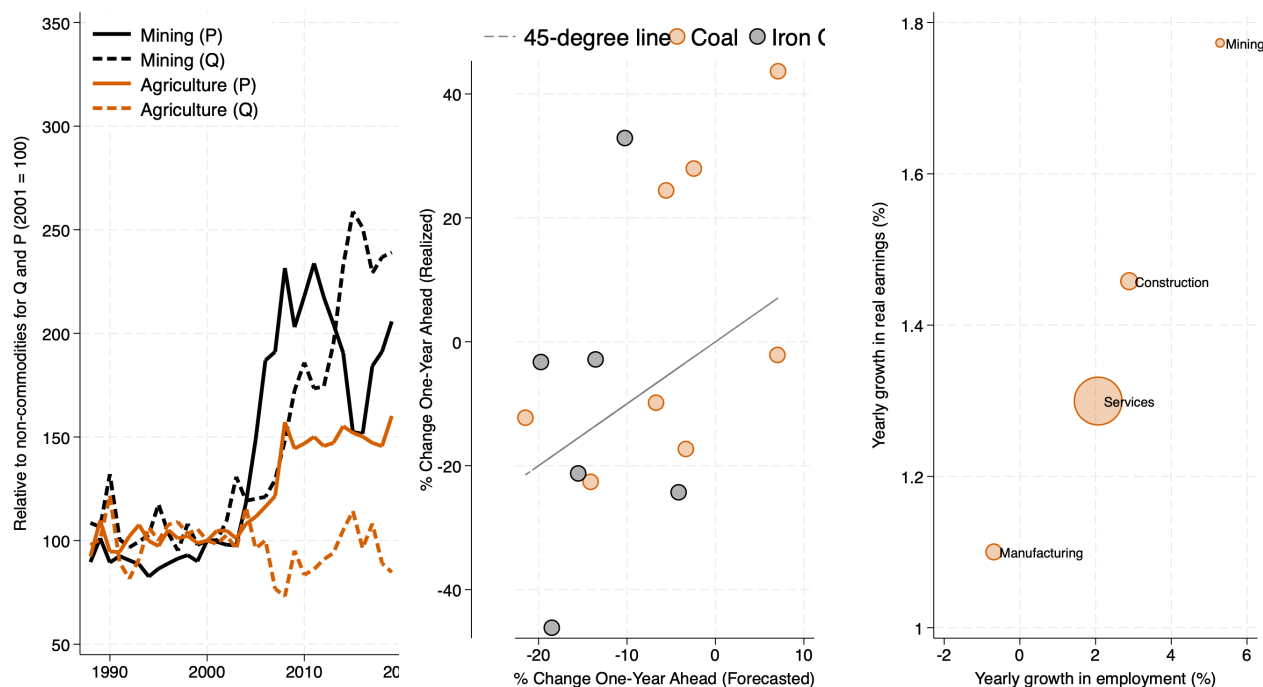 Relative to non-commodities for Q and P (2001 = 100)
350
300
250
200
150
100
50
Mining (P)
Mining (Q)
Agriculture (P)
Agriculture (Q)
1990
2000
2010
20
45-degree line
Coal
Iron
% Change One-Year Ahead (Realized)
40
20
0
-20
-40
-20
-10
0
10
% Change One-Year Ahead (Forecasted)
Yearly growth in real earnings (%)
1.8
1.6
1.4
1.2
1
Mining
Construction
Services
Manufacturing
-2
0
2
4
6
Yearly growth in employment (%)